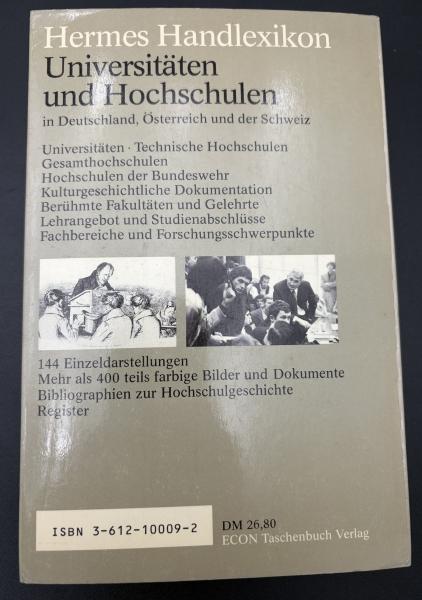 Hermes Handlexikon
Universitäten
und Hochschulen
in Deutschland, Österreich und der Schweiz
Universitäten · Technische Hochschulen
Gesamthochschulen
Hochschulen der Bundeswehr
Kulturgeschichtliche Dokumentation
Berühmte Fakultäten und Gelehrte
Lehrangebot und Studienabschlüsse
Fachbereiche und Forschungsschwerpunkte
144 Einzeldarstellungen
Mehr als 400 teils farbige Bilder und Dokumente
Bibliographien zur Hochschulgeschichte
Register
ISBN 3-612-10009-2
DM 26,80
ECON Taschenbuch Verlag